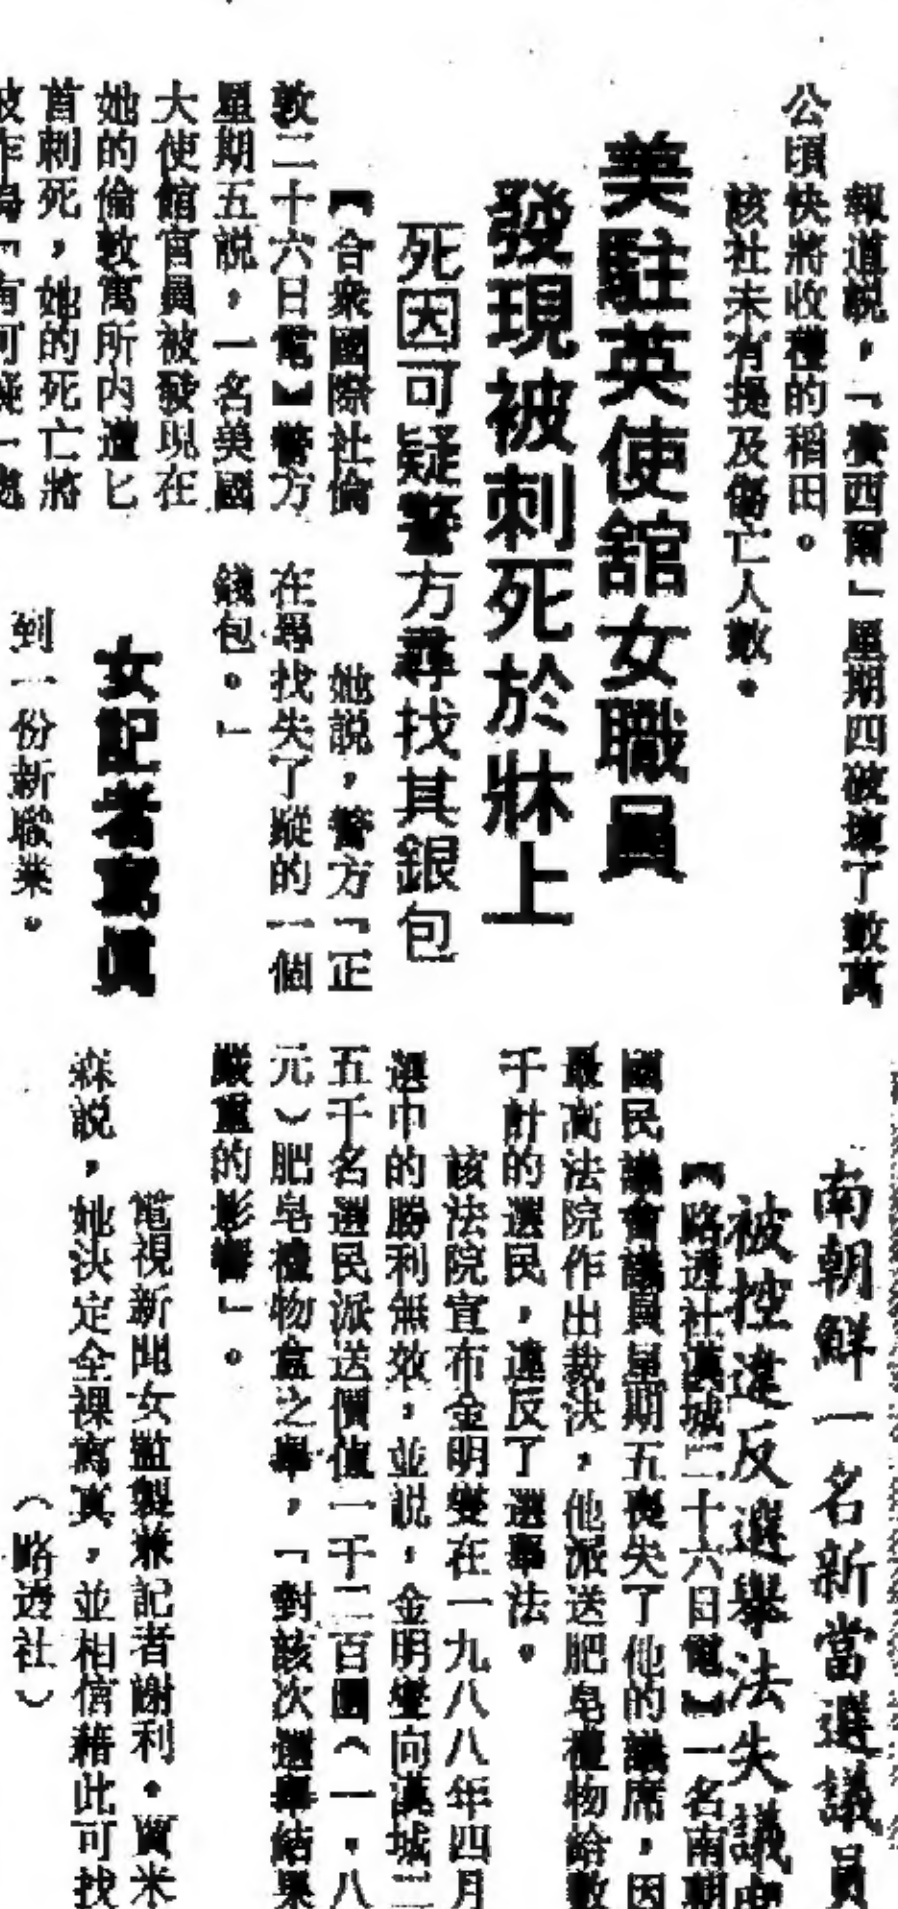 報道說，「賽西爾」星期四破壞了數萬
公頃快將收穫的稻田。
該社未有提及傷亡人數。
美駐英使舘女職員
發現被刺死於牀上
死因可疑警方尋找其銀包
【合衆國際社倫
敦二十六日電】警方
星期五說，一名美國
大使館官員被發現在
她的倫敦寓所內遭匕
首刺死，她的死亡將
被作爲「有可疑」處
她說，警方「正
在尋找失了蹤的一個
錢包。」
女記者寫眞
到一份新職業。
南朝鮮一名新當選議員
被控違反選舉法失議席
【路透社漢城二十六日電】一名南朝
國民議會議員星期五喪失了他的議席，因
最高法院作出裁決，他派送肥皂禮物給數
千計的選民，違反了選舉法。
該法院宣布金明燮在一九八八年四月
選巿的勝利無效，並說，金明燮向漢城二
五千名選民派送價值一千二百圜（一．八
元）肥皂禮物盒之舉，「對該次選舉結果
嚴重的影響」。
電視新聞女監製兼記者謝利．賈米
森說，她決定全裸寫真，並相信藉此可找
（路透社）